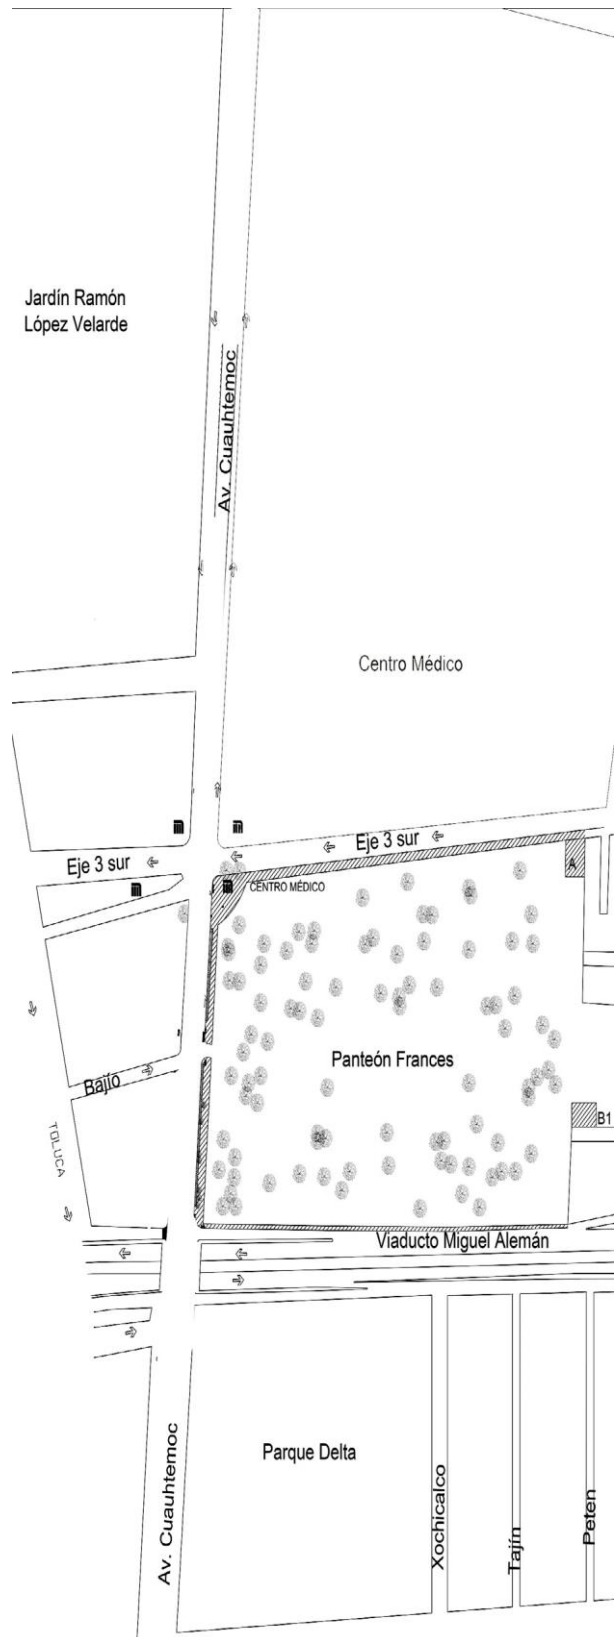 Jardín Ramón
López Velarde
Av. Cuauhtemoc
Centro Médico
Eje 3 sur
Eje 3 sur
A
CENTRO MÉDICO
Panteón Frances
Bajío
B1
TOLUCA
Viaducto Miguel Alemán
Parque Delta
Av. Cuauhtemoc
Xochicalco
Tajín
Peten